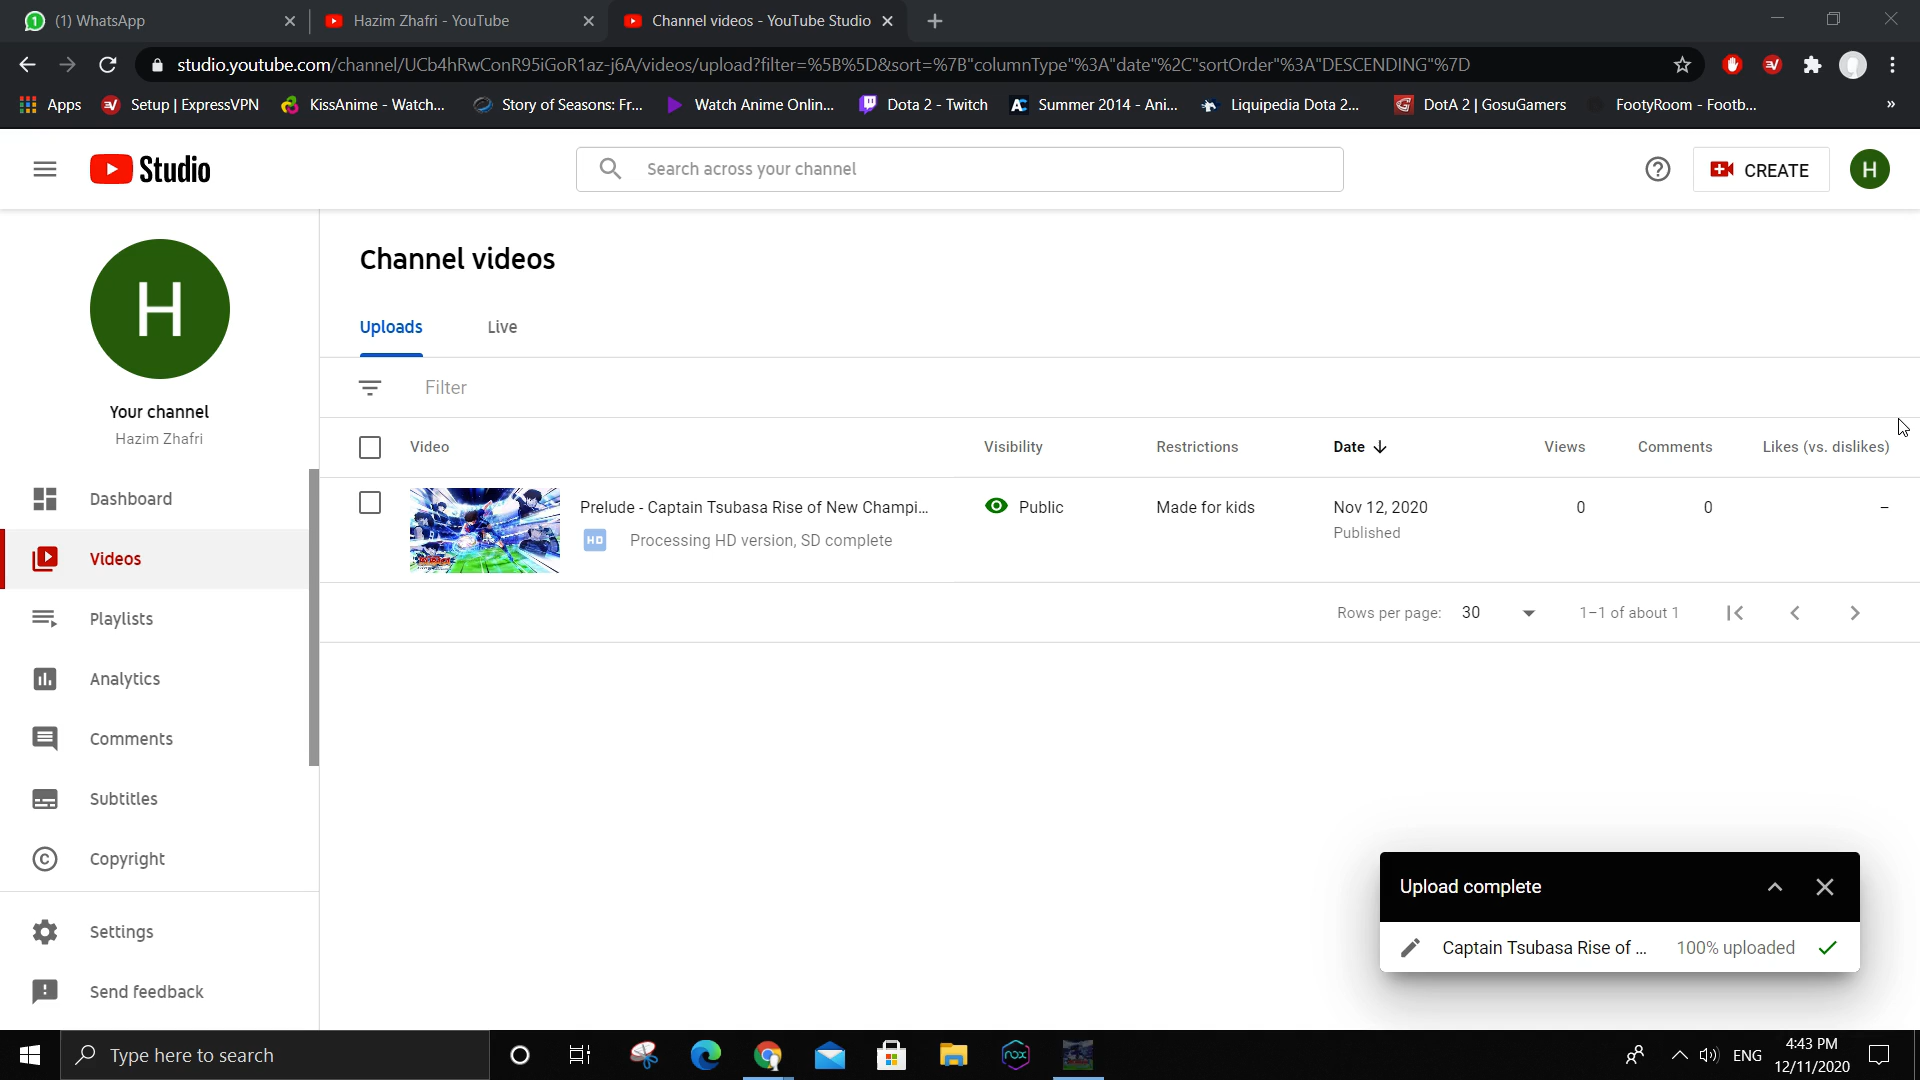 (1) WhatsApp
Hazim Zhafri - YouTube
Channel videos - YouTube Studio
studio.youtube.com/channel/UCb4hRwConR95iGoR1az-j6A/videos/upload?filter=%5B%5D&sort=%7B"columnType"%3A"date"%2C"sortOrder"%3A"DESCENDING"%7D
Apps Setup | ExpressVPN KissAnime - Watch... Story of Seasons: Fr... Watch Anime Onlin... Dota 2 - Twitch Summer 2014 - Ani... Liquipedia Dota 2... DotA 2 | GosuGamers FootyRoom - Footb... »
Studio
Search across your channel
CREATE
H
H
Your channel
Hazim Zhafri
Dashboard
Videos
Playlists
Analytics
Comments
Subtitles
Copyright
Settings
Send feedback
Channel videos
Uploads Live
Filter
Video Visibility Restrictions Date Views Comments Likes (vs. dislikes)
Prelude - Captain Tsubasa Rise of New Champi... Public Made for kids Nov 12, 2020 0 0 –
HD Processing HD version, SD complete Published
Rows per page: 30 1–1 of about 1
Upload complete
Captain Tsubasa Rise of ... 100% uploaded
Type here to search
nox
ENG
4:43 PM
12/11/2020